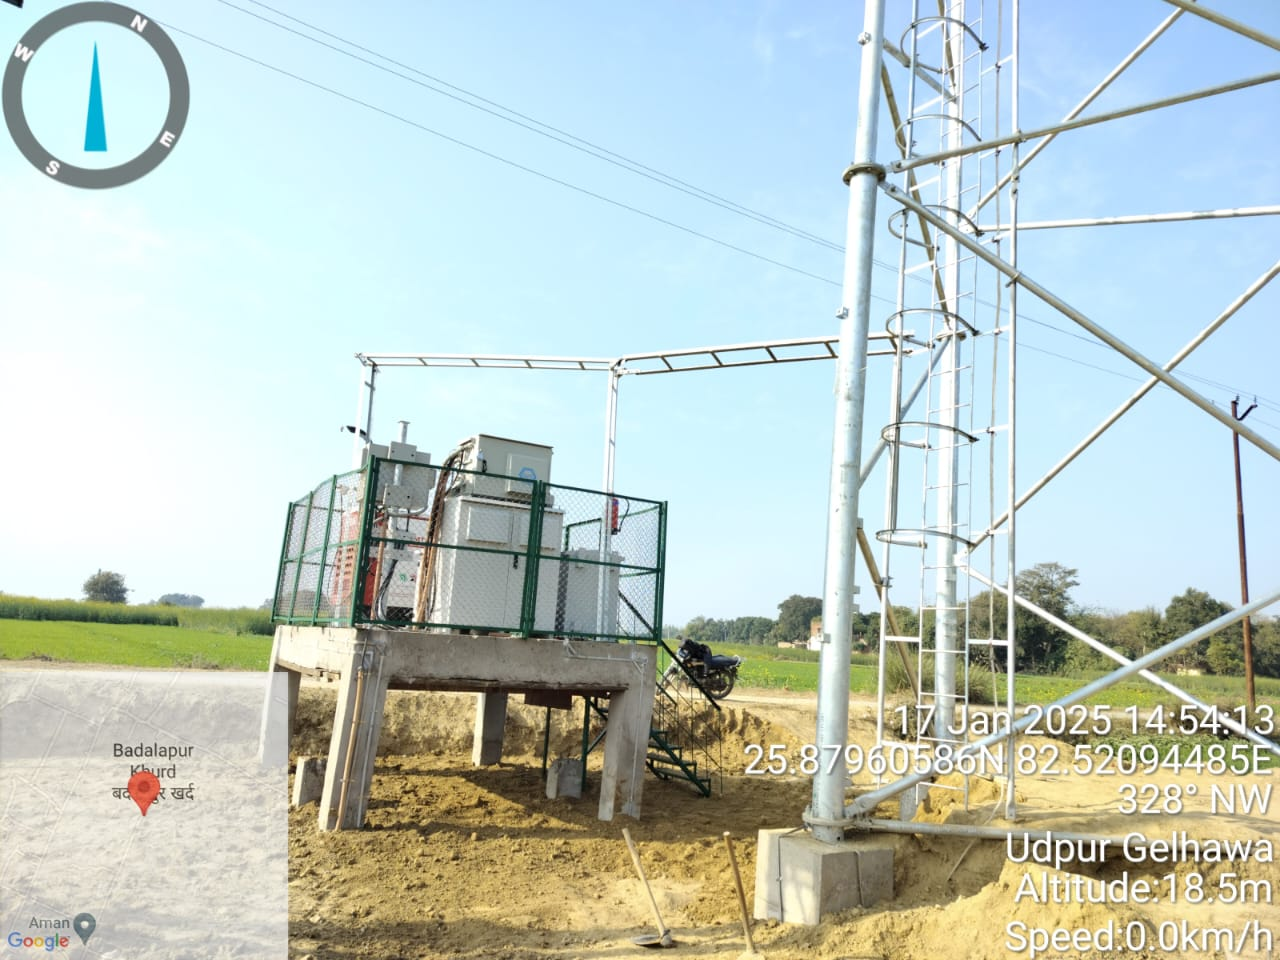 N
W
E
S
17 Jan 2025 14:54:13
25.87960586N 82.52094485E
328° NW
Udpur Gelhawa
Altitude:18.5m
Speed:0.0km/h
Badalapur
Khurd
खर्द
Aman
Google